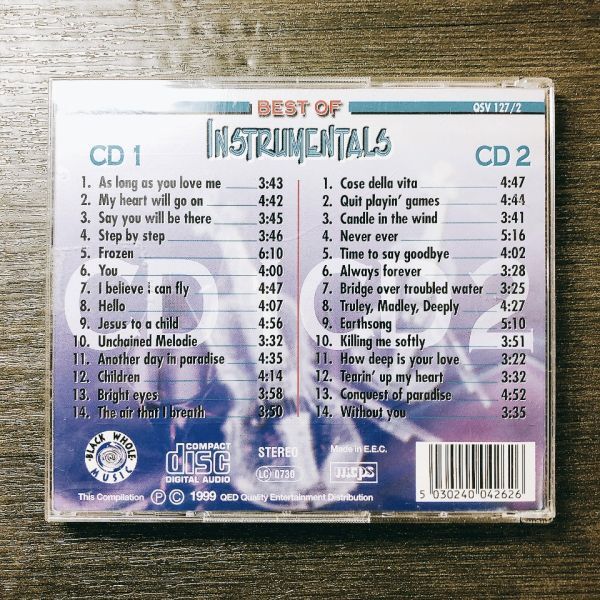 BEST OF
QSV 127/2
INSTRUMENTALS
CD 1
1. As long as you love me 3:43
2. My heart will go on 4:42
3. Say you will be there 3:45
4. Step by step 3:46
5. Frozen 6:10
6. You 4:00
7. I believe i can fly 4:47
8. Hello 4:07
9. Jesus to a child 4:56
10. Unchained Melodie 3:32
11. Another day in paradise 4:35
12. Children 4:14
13. Bright eyes 3:58
14. The air that I breath 3:50
CD 2
1. Cose della vita 4:47
2. Quit playin' games 4:44
3. Candle in the wind 3:41
4. Never ever 5:16
5. Time to say goodbye 4:02
6. Always forever 3:28
7. Bridge over troubled water 3:25
8. Truley, Madley, Deeply 4:27
9. Earthsong 5:10
10. Killing me softly 3:51
11. How deep is your love 3:22
12. Tearin' up my heart 3:32
13. Conquest of paradise 4:52
14. Without you 3:35
CD
CD2
BLACK WHOLE MUSIC
COMPACT
disc
DIGITAL AUDIO
STEREO
LC 0736
Made in E.E.C.
mcps
5 030240 042626
This Compilation P C 1999 QED Quality Entertainment Distribution